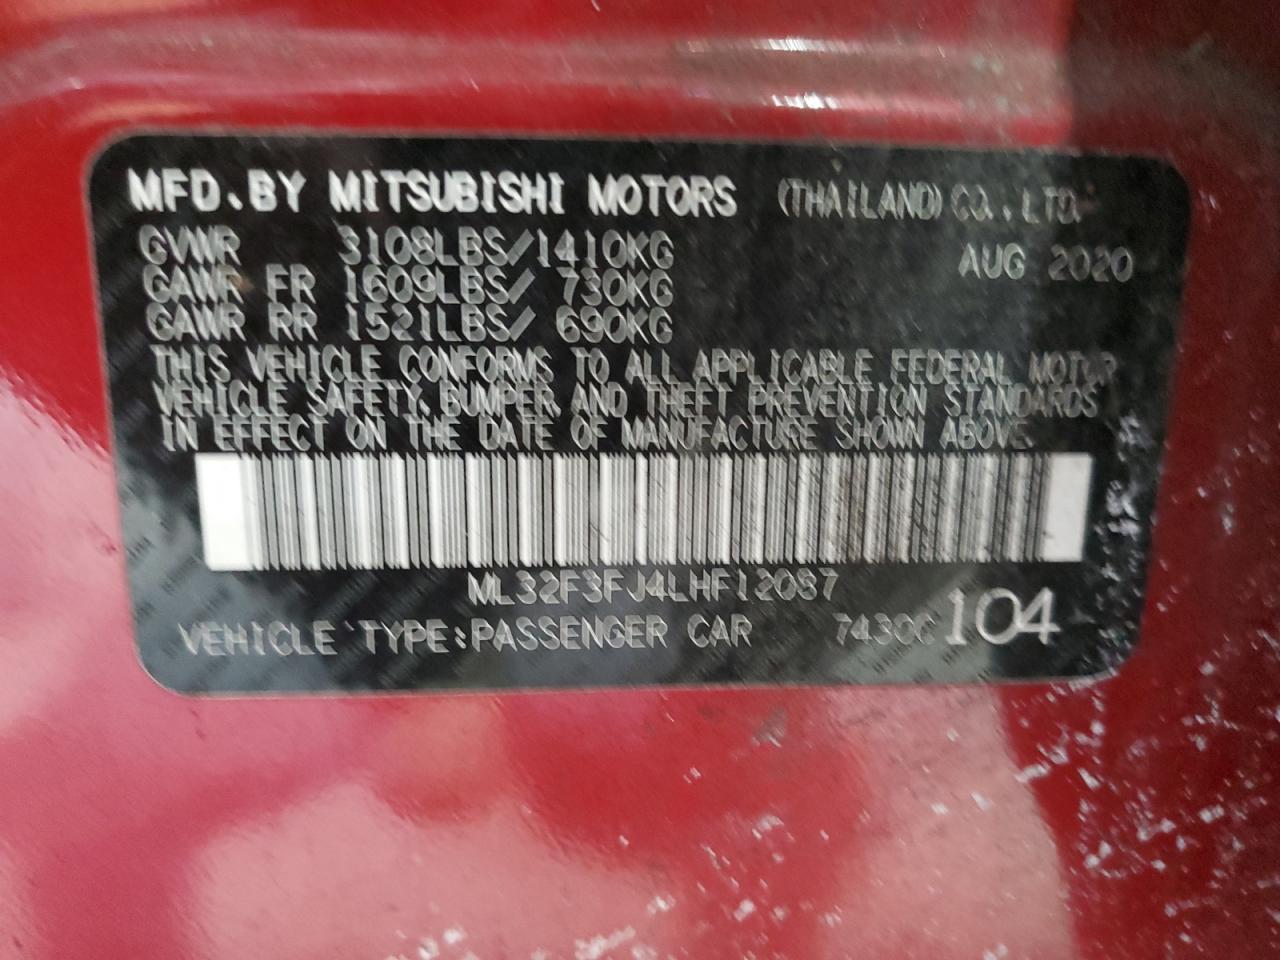 MFD.BY MITSUBISHI MOTORS (THAILAND) CO.,LTD.
GVWR 3108LBS/1410KG AUG 2020
GAWR FR 1609LBS/ 730KG
GAWR RR 1521LBS/ 690KG
THIS VEHICLE CONFORMS TO ALL APPLICABLE FEDERAL MOTOR
VEHICLE SAFETY, BUMPER, AND THEFT PREVENTION STANDARDS
IN EFFECT ON THE DATE OF MANUFACTURE SHOWN ABOVE.
ML32F3FJ4LHF12087
VEHICLE TYPE:PASSENGER CAR 104